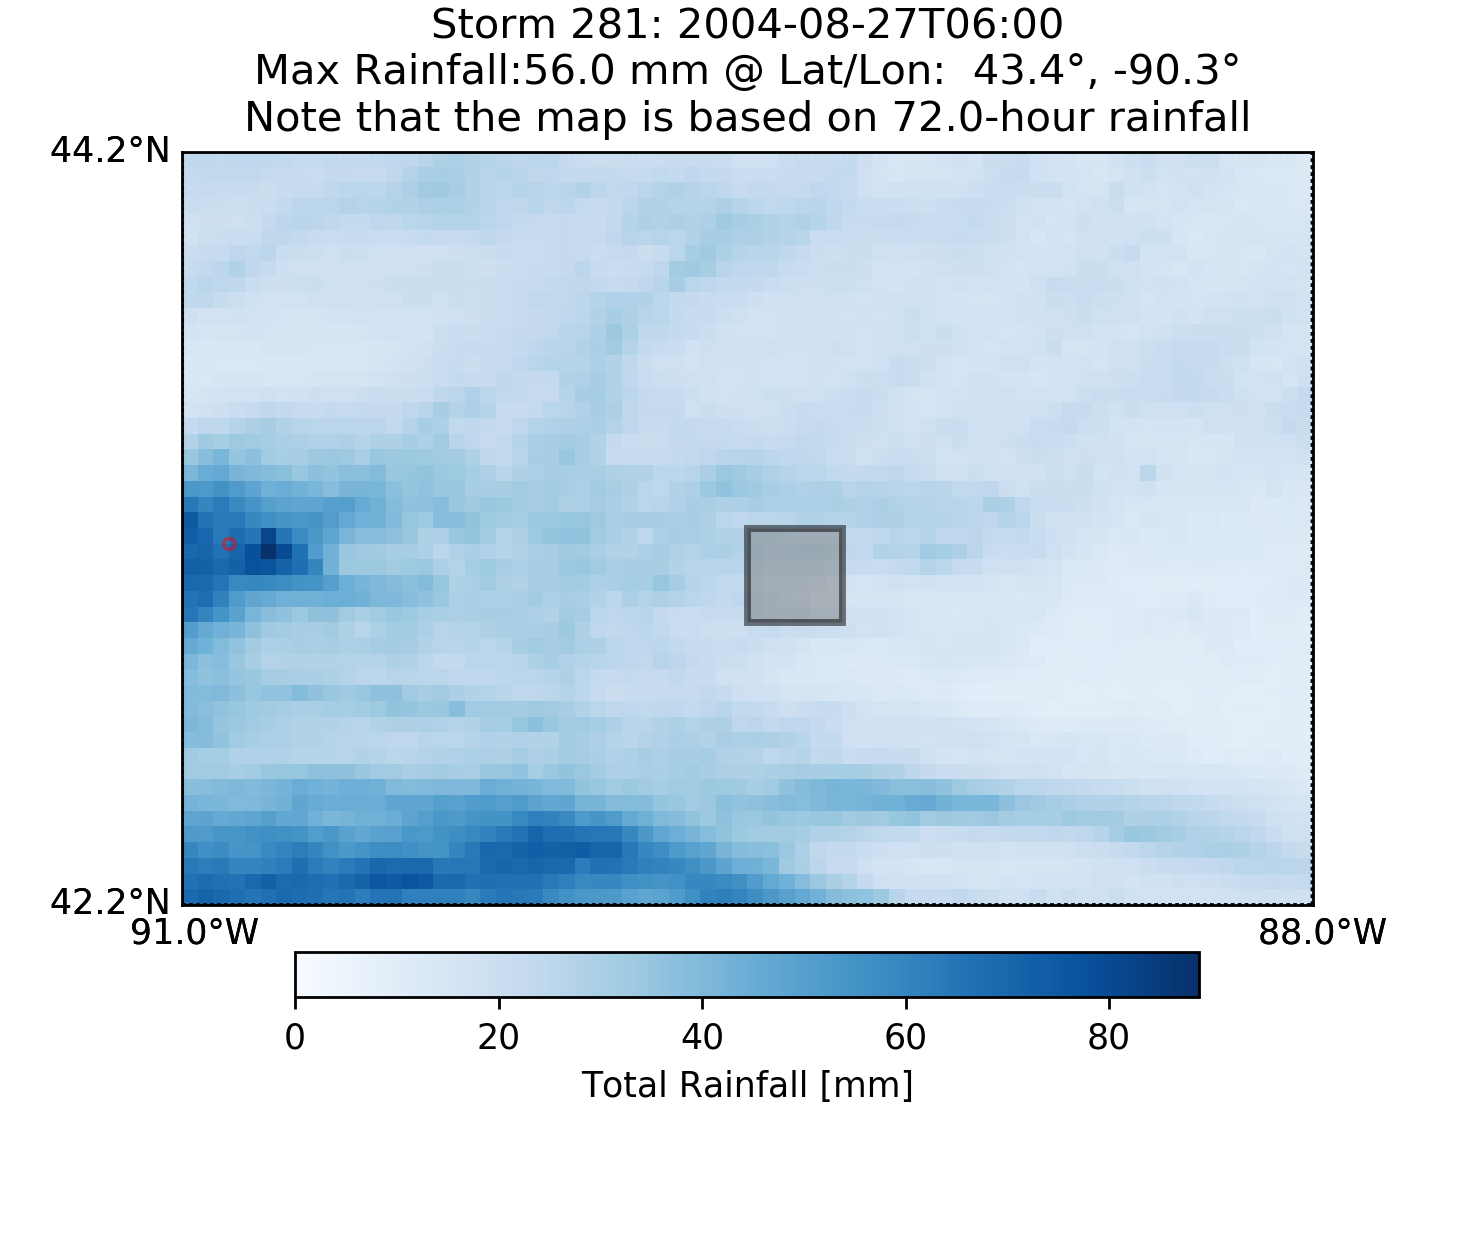 Storm 281: 2004-08-27T06:00
Max Rainfall:56.0 mm @ Lat/Lon:  43.4°, -90.3°
Note that the map is based on 72.0-hour rainfall
44.2°N
42.2°N
91.0°W 88.0°W
0 20 40 60 80
Total Rainfall [mm]